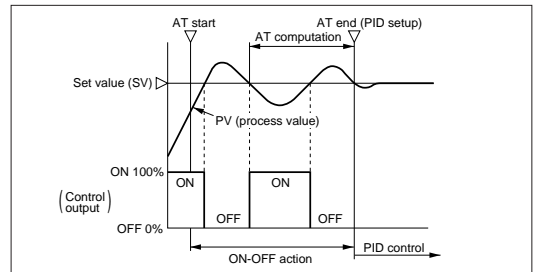 AT start
AT end (PID setup)
AT computation
Set value (SV)
PV (process value)
ON 100%
ON
ON
(Control output)
OFF
OFF
OFF 0%
PID control
ON-OFF action